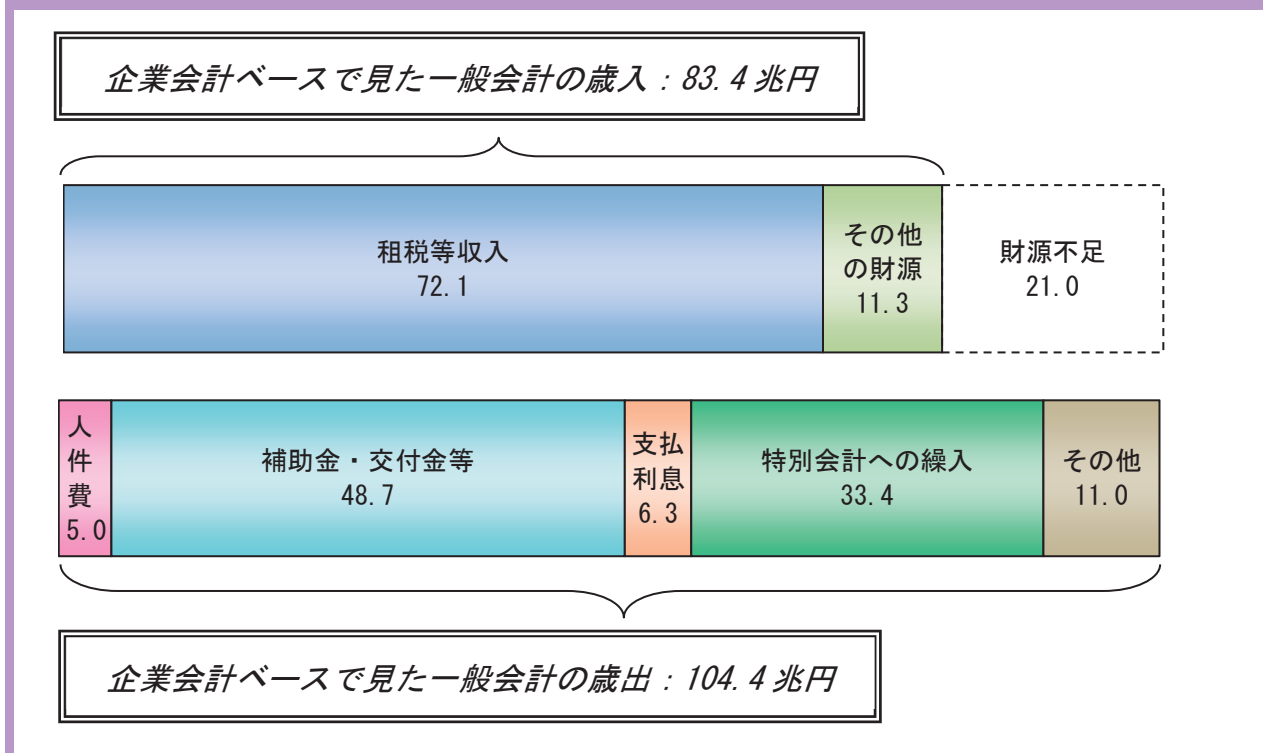 企業会計ベースで見た一般会計の歳入：83.4兆円
租税等収入
72.1
その他
の財源
11.3
財源不足
21.0
人
件
費
5.0
補助金・交付金等
48.7
支払
利息
6.3
特別会計への繰入
33.4
その他
11.0
企業会計ベースで見た一般会計の歳出：104.4兆円